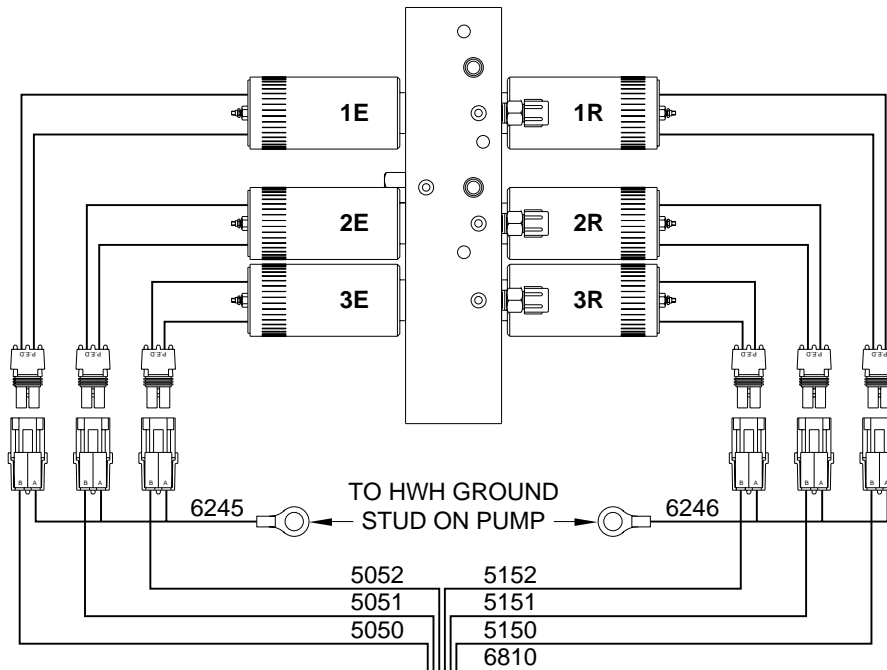 1E 1R
2E 2R
3E 3R
P.E.D P.E.D P.E.D P.E.D P.E.D P.E.D
B A B A B A B A B A B A
TO HWH GROUND
6245 STUD ON PUMP 6246
5052 5152
5051 5151
5050 5150
6810